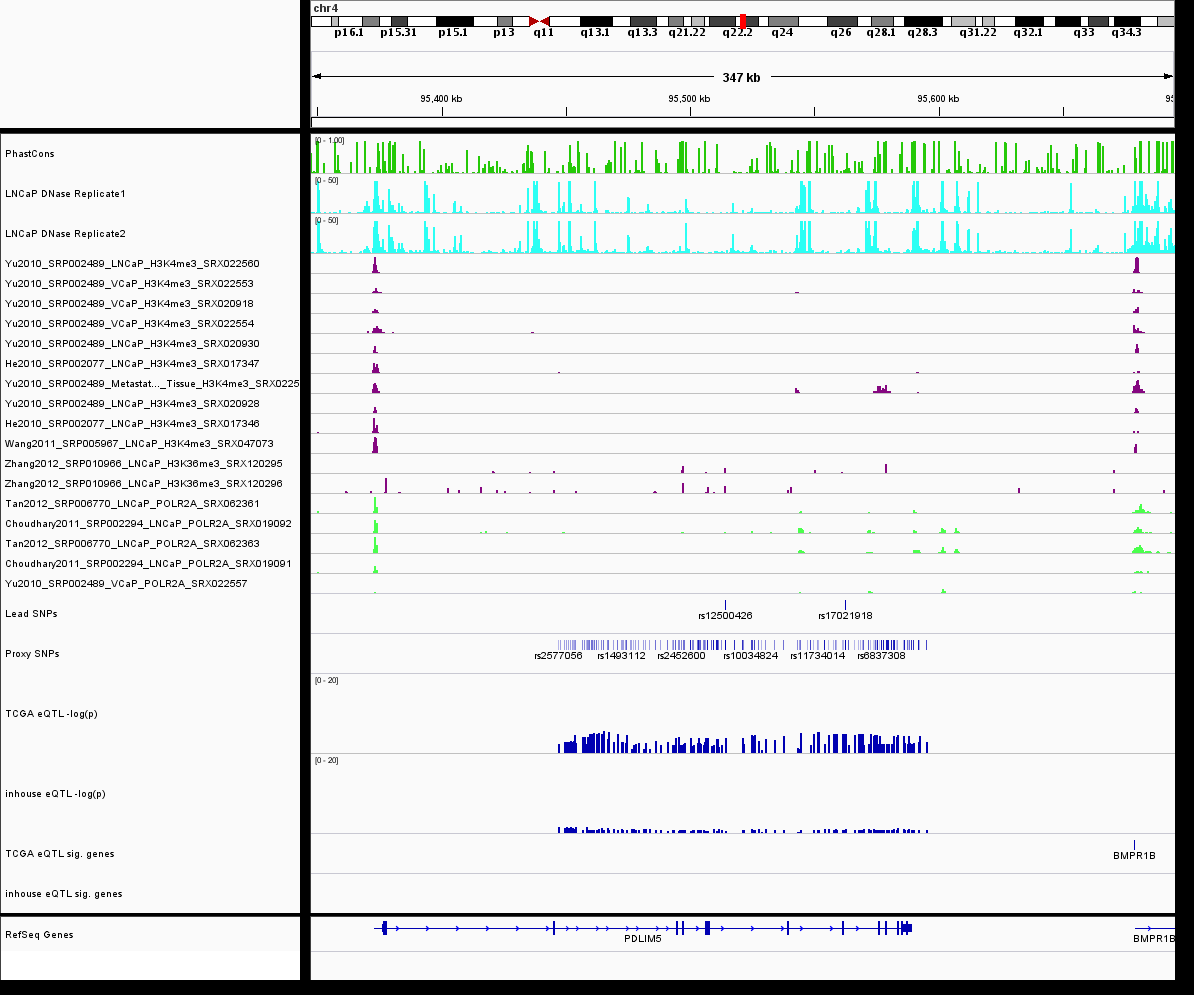 chr4
p16.1 p15.31 p15.1 p13 q11 q13.1 q13.3 q21.22 q22.2 q24 q26 q28.1 q28.3 q31.22 q32.1 q33 q34.3
347 kb
95,400 kb 95,500 kb 95,600 kb
PhastCons [0 - 1.00]
LNCaP DNase Replicate1 [0 - 50]
LNCaP DNase Replicate2 [0 - 50]
Yu2010_SRP002489_LNCaP_H3K4me3_SRX022560
Yu2010_SRP002489_VCaP_H3K4me3_SRX022553
Yu2010_SRP002489_VCaP_H3K4me3_SRX020918
Yu2010_SRP002489_VCaP_H3K4me3_SRX022554
Yu2010_SRP002489_LNCaP_H3K4me3_SRX020930
He2010_SRP002077_LNCaP_H3K4me3_SRX017347
Yu2010_SRP002489_Metastat..._Tissue_H3K4me3_SRX0225
Yu2010_SRP002489_LNCaP_H3K4me3_SRX020928
He2010_SRP002077_LNCaP_H3K4me3_SRX017346
Wang2011_SRP005967_LNCaP_H3K4me3_SRX047073
Zhang2012_SRP010966_LNCaP_H3K36me3_SRX120295
Zhang2012_SRP010966_LNCaP_H3K36me3_SRX120296
Tan2012_SRP006770_LNCaP_POLR2A_SRX062361
Choudhary2011_SRP002294_LNCaP_POLR2A_SRX019092
Tan2012_SRP006770_LNCaP_POLR2A_SRX062363
Choudhary2011_SRP002294_LNCaP_POLR2A_SRX019091
Yu2010_SRP002489_VCaP_POLR2A_SRX022557
Lead SNPs rs12500426 rs17021918
Proxy SNPs rs2577056 rs1493112 rs2452600 rs10034824 rs11734014 rs6837308
[0 - 20]
TCGA eQTL -log(p)
[0 - 20]
inhouse eQTL -log(p)
TCGA eQTL sig. genes BMPR1B
inhouse eQTL sig. genes
RefSeq Genes PDLIM5 BMPR1B